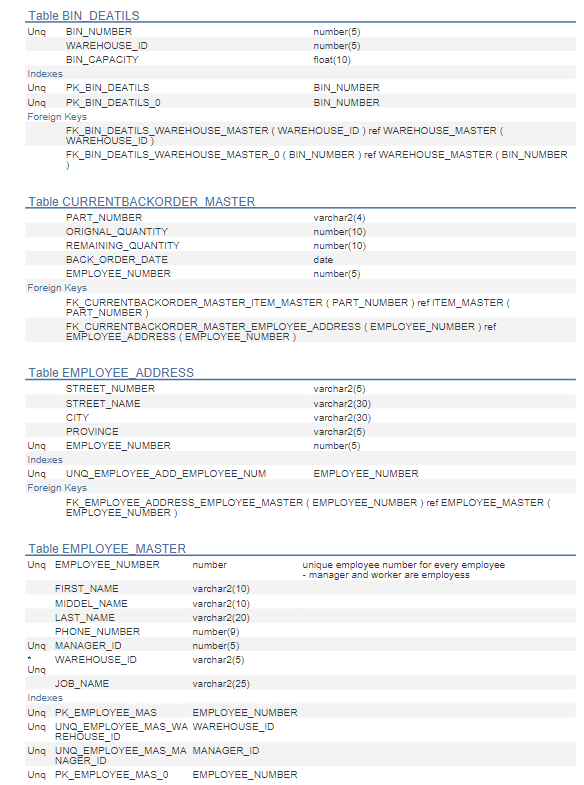 Table BIN_DEATILS
Unq BIN_NUMBER number(5)
WAREHOUSE_ID number(5)
BIN_CAPACITY float(10)
Indexes
Unq PK_BIN_DEATILS BIN_NUMBER
Unq PK_BIN_DEATILS_0 BIN_NUMBER
Foreign Keys
FK_BIN_DEATILS_WAREHOUSE_MASTER ( WAREHOUSE_ID ) ref WAREHOUSE_MASTER (
WAREHOUSE_ID )
FK_BIN_DEATILS_WAREHOUSE_MASTER_0 ( BIN_NUMBER ) ref WAREHOUSE_MASTER ( BIN_NUMBER
)
Table CURRENTBACKORDER_MASTER
PART_NUMBER varchar2(4)
ORIGNAL_QUANTITY number(10)
REMAINING_QUANTITY number(10)
BACK_ORDER_DATE date
EMPLOYEE_NUMBER number(5)
Foreign Keys
FK_CURRENTBACKORDER_MASTER_ITEM_MASTER ( PART_NUMBER ) ref ITEM_MASTER (
PART_NUMBER )
FK_CURRENTBACKORDER_MASTER_EMPLOYEE_ADDRESS ( EMPLOYEE_NUMBER ) ref
EMPLOYEE_ADDRESS ( EMPLOYEE_NUMBER )
Table EMPLOYEE_ADDRESS
STREET_NUMBER varchar2(5)
STREET_NAME varchar2(30)
CITY varchar2(30)
PROVINCE varchar2(5)
Unq EMPLOYEE_NUMBER number(5)
Indexes
Unq UNQ_EMPLOYEE_ADD_EMPLOYEE_NUM EMPLOYEE_NUMBER
Foreign Keys
FK_EMPLOYEE_ADDRESS_EMPLOYEE_MASTER ( EMPLOYEE_NUMBER ) ref EMPLOYEE_MASTER (
EMPLOYEE_NUMBER )
Table EMPLOYEE_MASTER
Unq EMPLOYEE_NUMBER number unique employee number for every employee
- manager and worker are employess
FIRST_NAME varchar2(10)
MIDDEL_NAME varchar2(10)
LAST_NAME varchar2(20)
PHONE_NUMBER number(9)
Unq MANAGER_ID number(5)
* WAREHOUSE_ID varchar2(5)
Unq
JOB_NAME varchar2(25)
Indexes
Unq PK_EMPLOYEE_MAS EMPLOYEE_NUMBER
Unq UNQ_EMPLOYEE_MAS_WA WAREHOUSE_ID
REHOUSE_ID
Unq UNQ_EMPLOYEE_MAS_MA MANAGER_ID
NAGER_ID
Unq PK_EMPLOYEE_MAS_0 EMPLOYEE_NUMBER